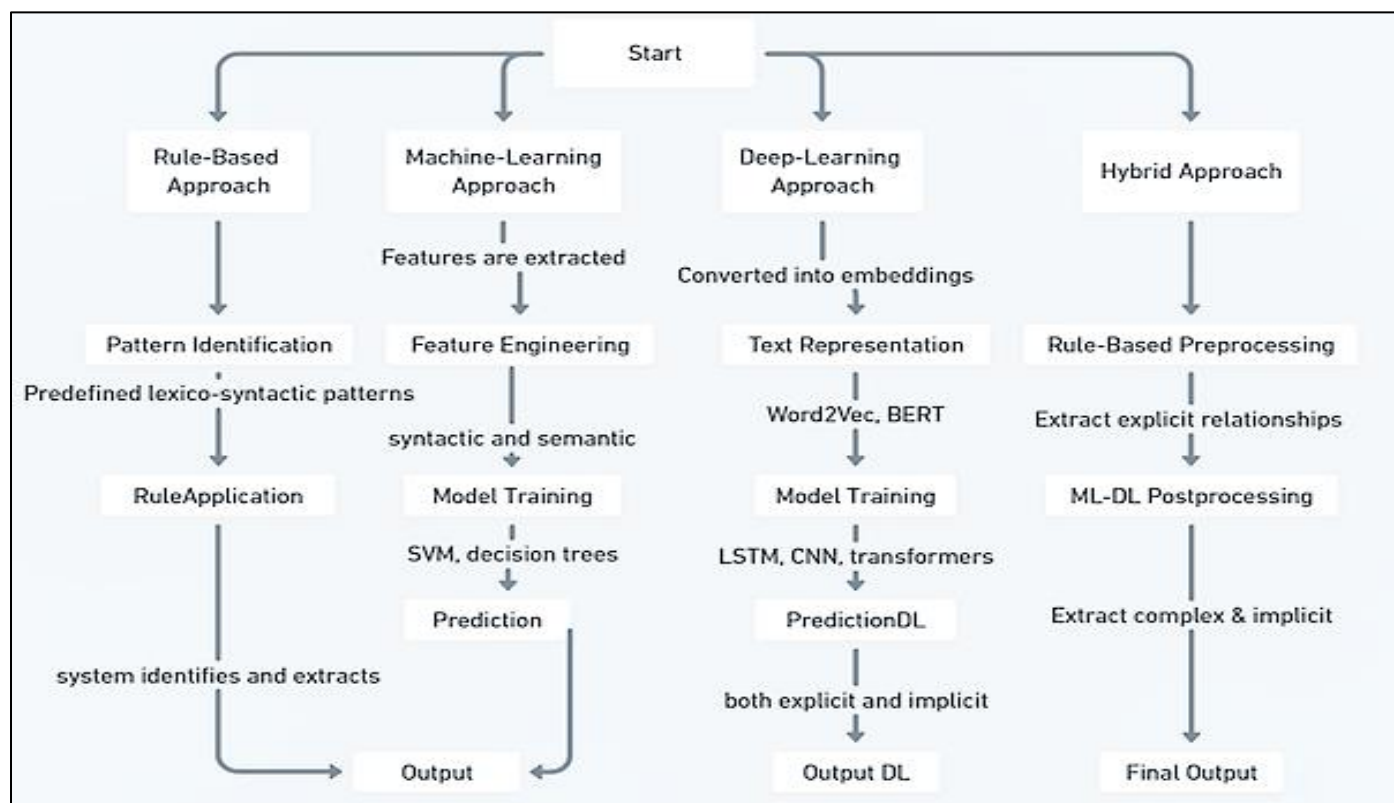 Start
Rule-Based
Approach
Machine-Learning
Approach
Deep-Learning
Approach
Hybrid Approach
Features are extracted
Converted into embeddings
Pattern Identification
Feature Engineering
Text Representation
Rule-Based Preprocessing
Predefined lexico-syntactic patterns
syntactic and semantic
Word2Vec, BERT
Extract explicit relationships
RuleApplication
Model Training
Model Training
ML-DL Postprocessing
SVM, decision trees
LSTM, CNN, transformers
Prediction
PredictionDL
Extract complex & implicit
system identifies and extracts
both explicit and implicit
Output
Output DL
Final Output